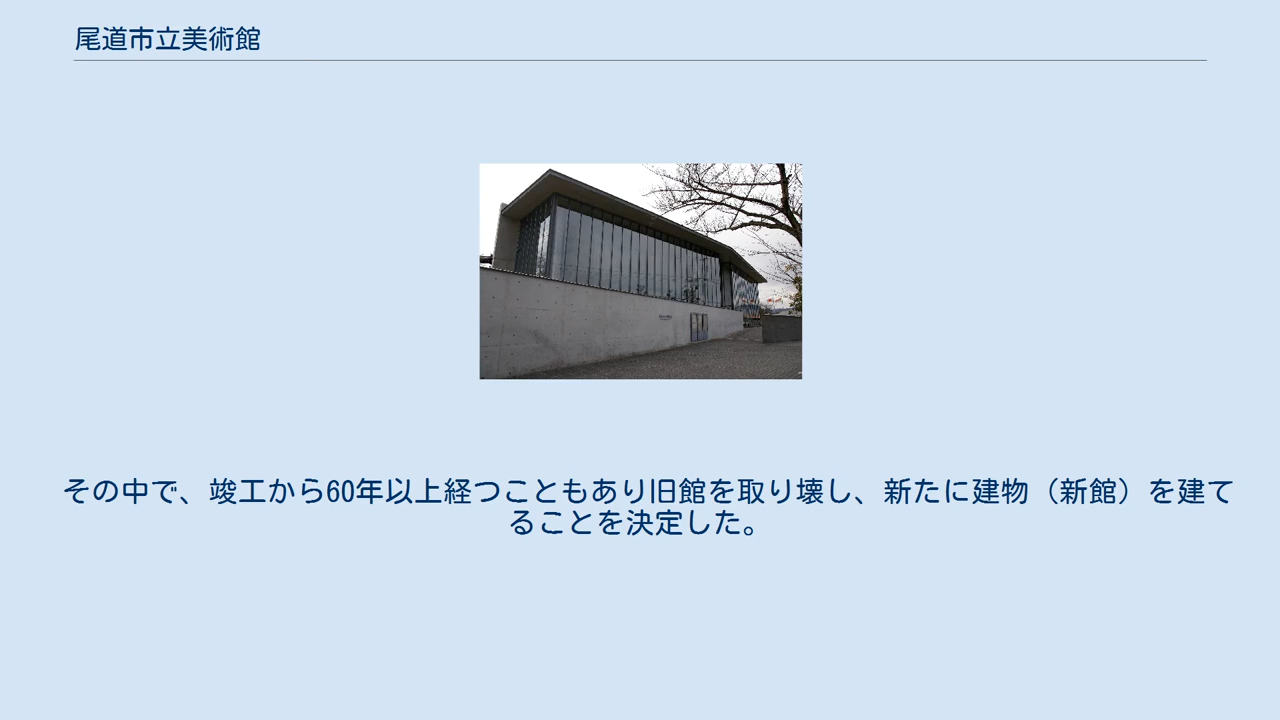 尾道市立美術館
その中で、竣工から60年以上経つこともあり旧館を取り壊し、新たに建物（新館）を建て
ることを決定した。